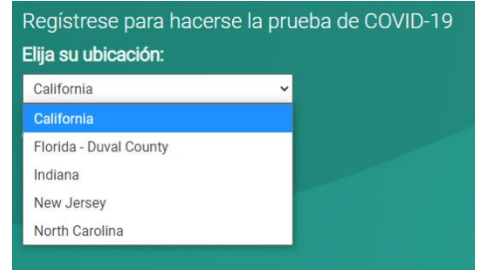 Regístrese para hacerse la prueba de COVID-19
Elija su ubicación:
California
California
Florida - Duval County
Indiana
New Jersey
North Carolina